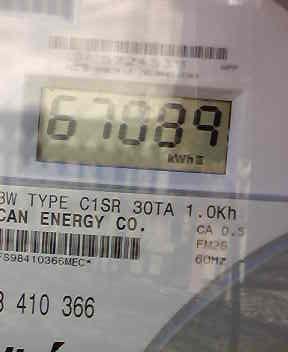 67089
kWh
3W TYPE C1SR 30TA 1.0Kh
CAN ENERGY CO.
CA 0.5
FM2S
60Hz
FS98410366MEC*
8 410 366